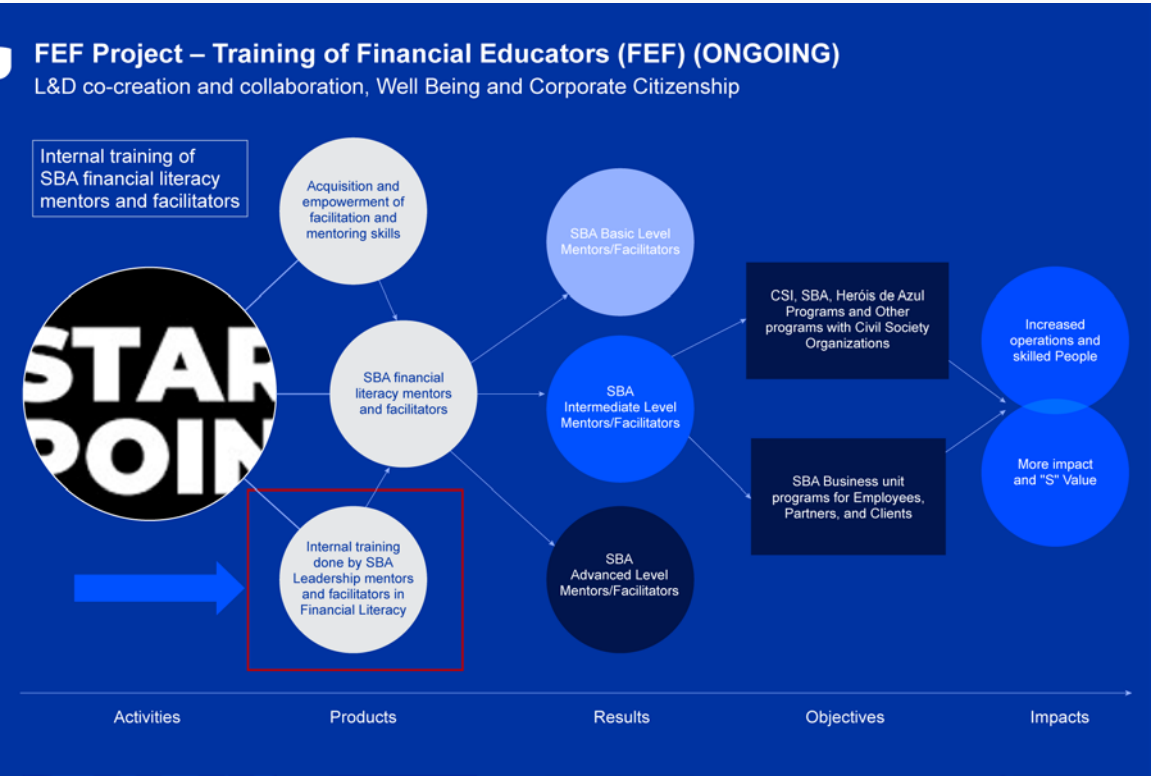 FEF Project – Training of Financial Educators (FEF) (ONGOING)
L&D co-creation and collaboration, Well Being and Corporate Citizenship
Internal training of
SBA financial literacy
mentors and facilitators
STAR
POIN
Acquisition and
empowerment of
facilitation and
mentoring skills
SBA financial
literacy mentors
and facilitators
Internal training
done by SBA
Leadership mentors
and facilitators in
Financial Literacy
SBA Basic Level
Mentors/Facilitators
SBA
Intermediate Level
Mentors/Facilitators
SBA
Advanced Level
Mentors/Facilitators
CSI, SBA, Heróis de Azul
Programs and Other
programs with Civil Society
Organizations
SBA Business unit
programs for Employees,
Partners, and Clients
Increased
operations and
skilled People
More impact
and "S" Value
Activities
Products
Results
Objectives
Impacts